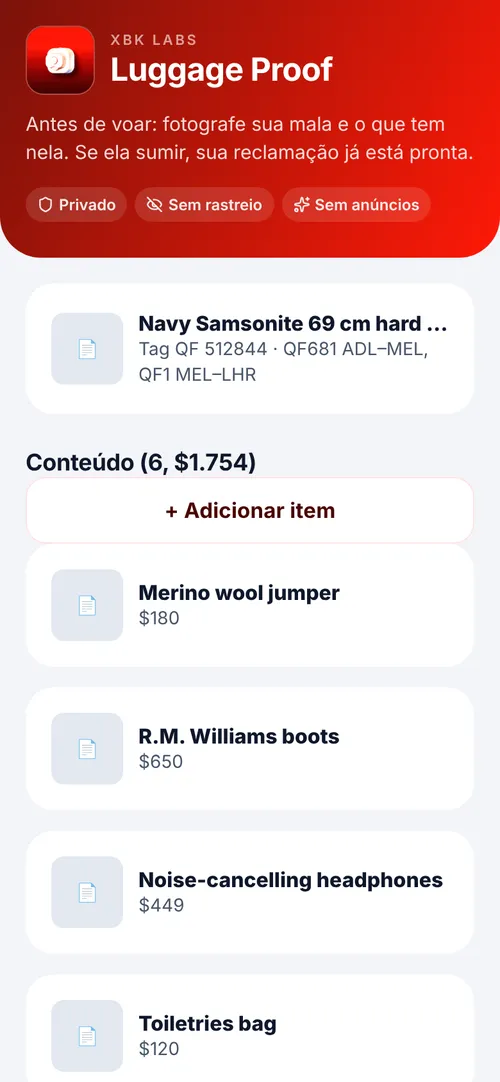 XBK LABS
Luggage Proof
Antes de voar: fotografe sua mala e o que tem
nela. Se ela sumir, sua reclamação já está pronta.
Privado
Sem rastreio
Sem anúncios
Navy Samsonite 69 cm hard ...
Tag QF 512844 · QF681 ADL–MEL,
QF1 MEL–LHR
Conteúdo (6, $1.754)
+ Adicionar item
Merino wool jumper
$180
R.M. Williams boots
$650
Noise-cancelling headphones
$449
Toiletries bag
$120